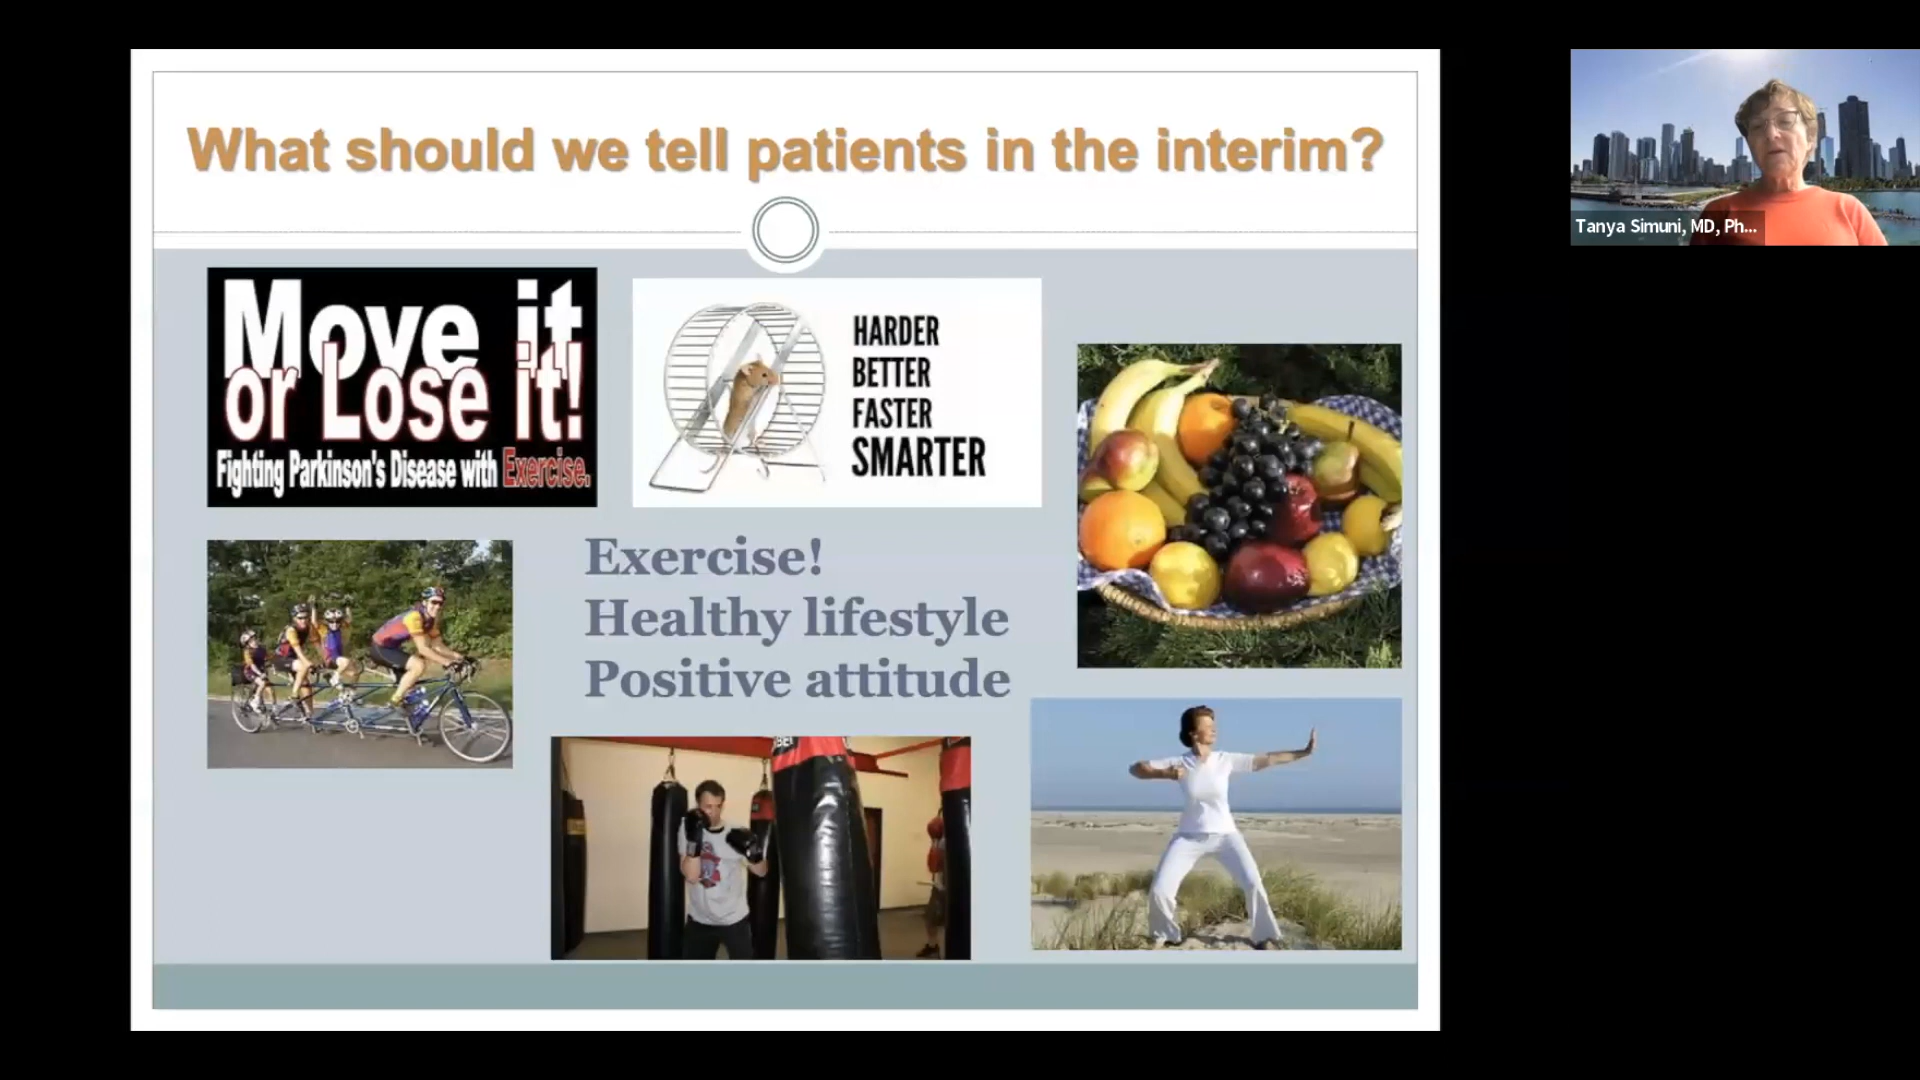 What should we tell patients in the interim?
Tanya Simuni, MD, Ph...
Move it
or Lose it!
Fighting Parkinson's Disease with Exercise.
HARDER
BETTER
FASTER
SMARTER
Exercise!
Healthy lifestyle
Positive attitude